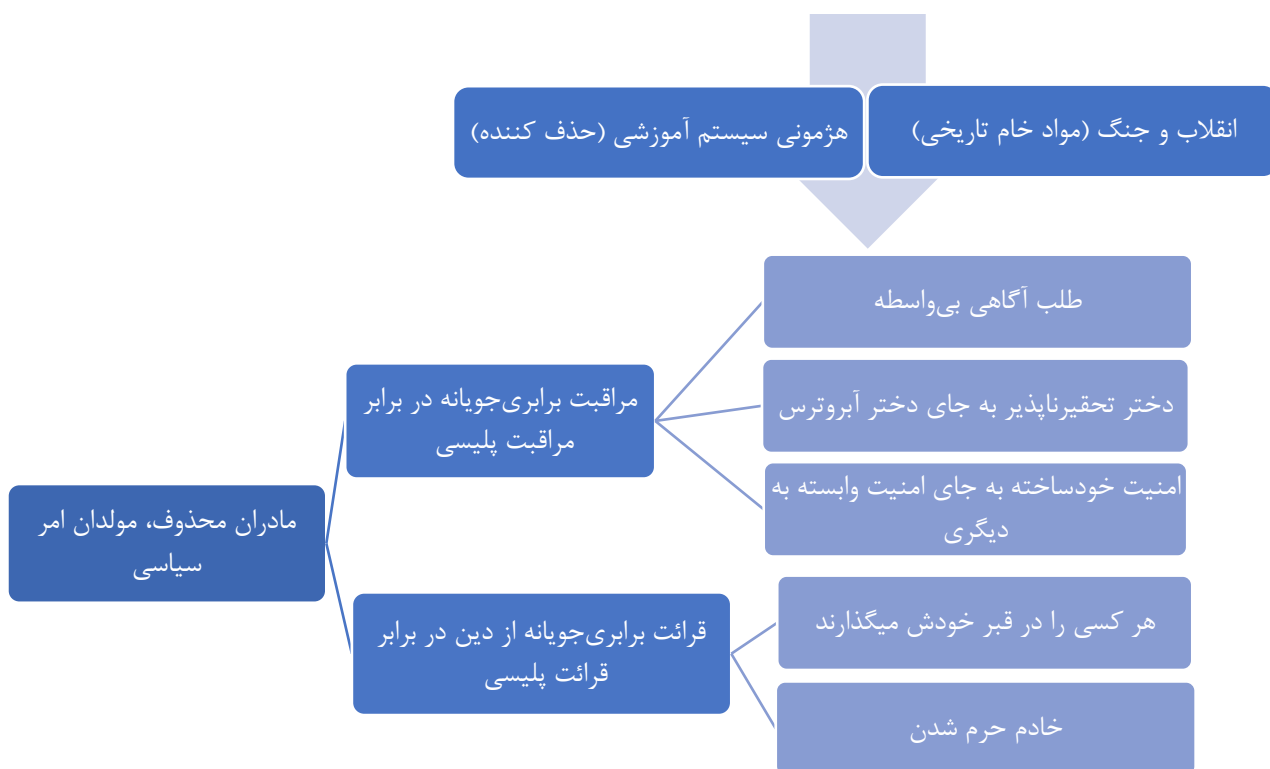 انقلاب و جنگ (مواد خام تاریخی)
هژمونی سیستم آموزشی (حذف کننده)
طلب آگاهی بی‌واسطه
مراقبت برابری‌جویانه در برابر
مراقبت پلیسی
دختر تحقیرناپذیر به جای دختر آبروترس
امنیت خودساخته به جای امنیت وابسته به
دیگری
مادران محذوف، مولدان امر
سیاسی
قرائت برابری‌جویانه از دین در برابر
قرائت پلیسی
هر کسی را در قبر خودش میگذارند
خادم حرم شدن